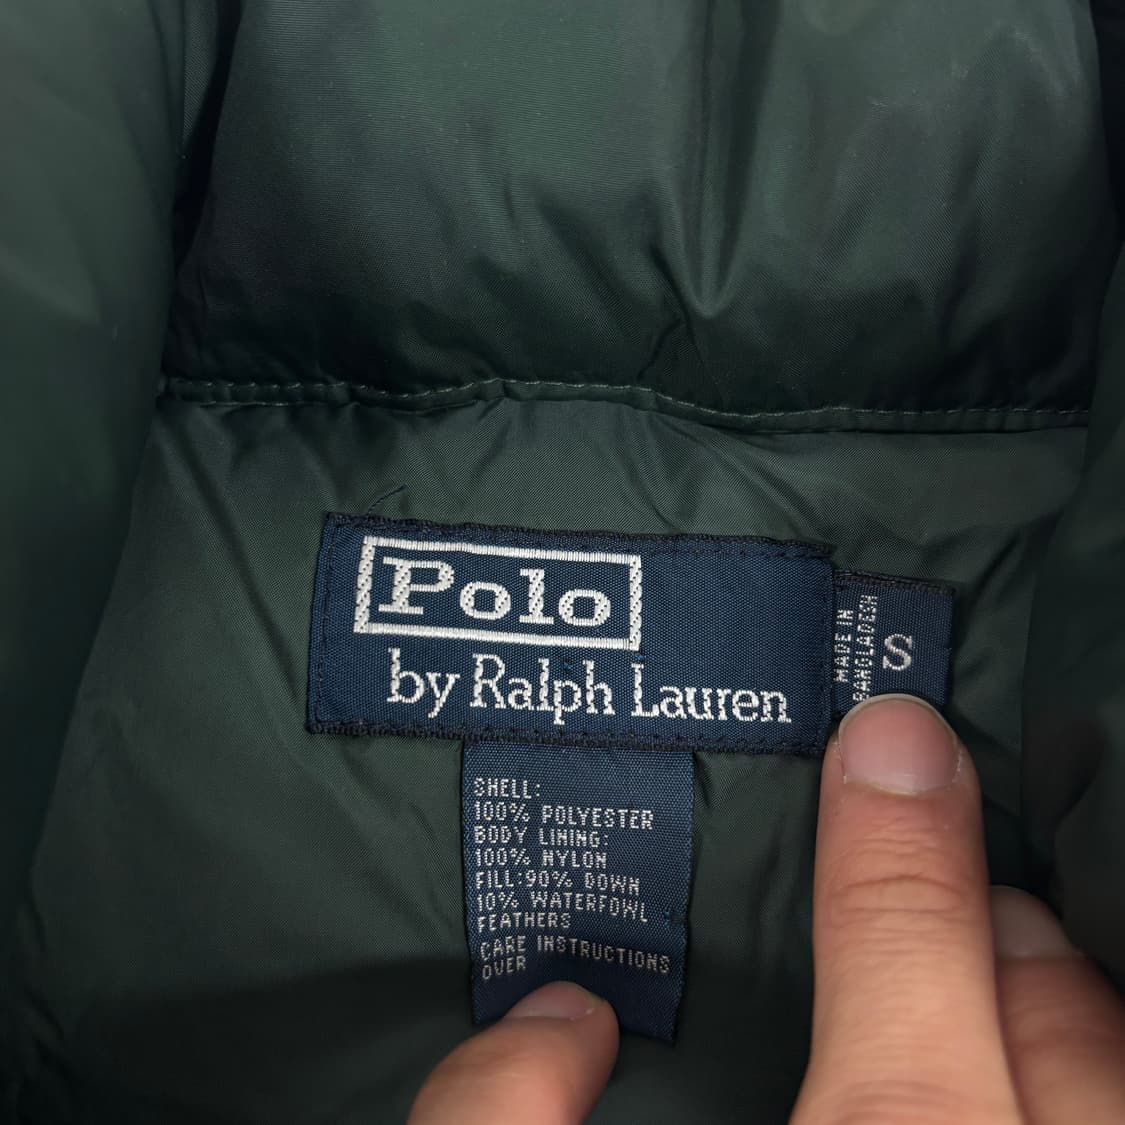 Polo
by Ralph Lauren
MADE IN
BANGLADESH
S
SHELL:
100% POLYESTER
BODY LINING:
100% NYLON
FILL:90% DOWN
10% WATERFOWL
FEATHERS
CARE INSTRUCTIONS
OVER